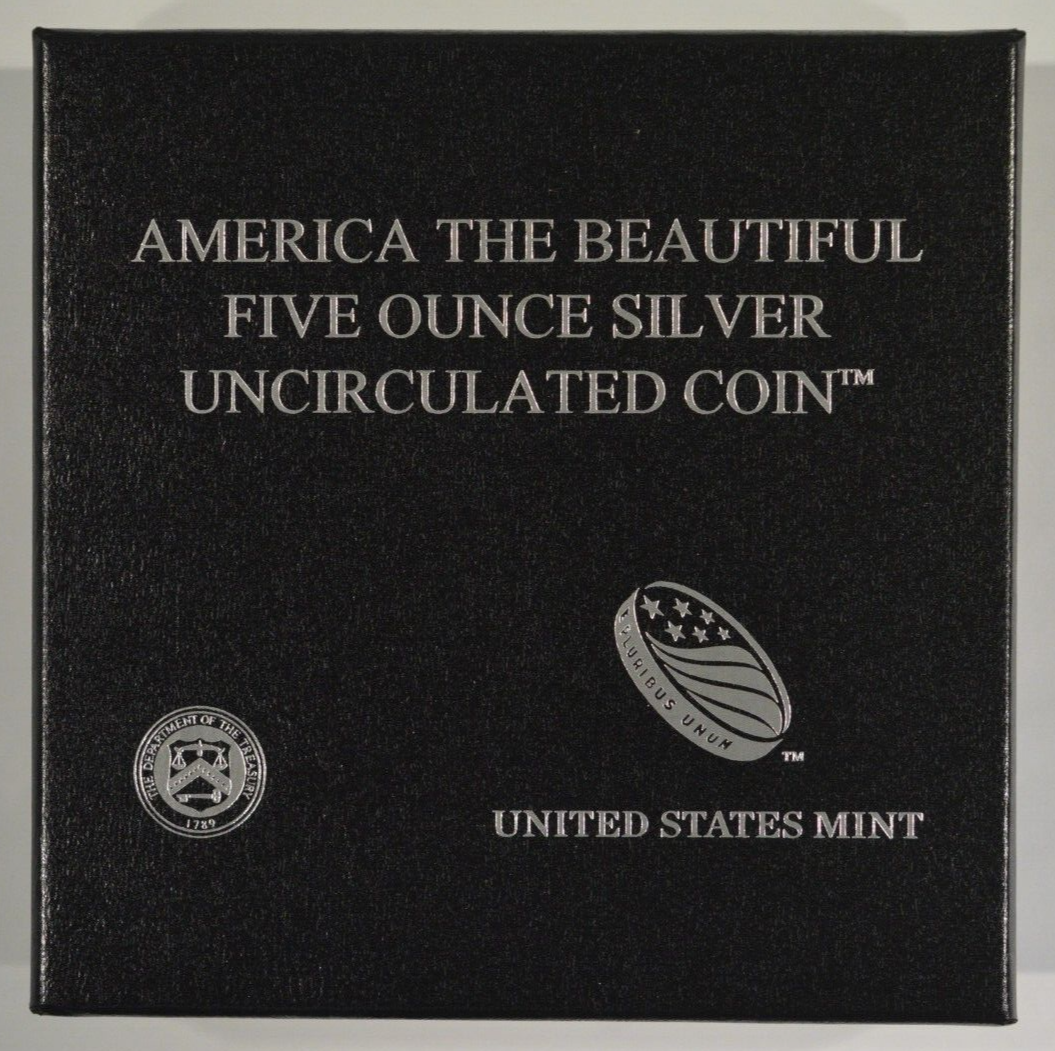 AMERICA THE BEAUTIFUL
FIVE OUNCE SILVER
UNCIRCULATED COIN™
E PLURIBUS UNUM
™
THE DEPARTMENT OF THE TREASURY
1789
UNITED STATES MINT